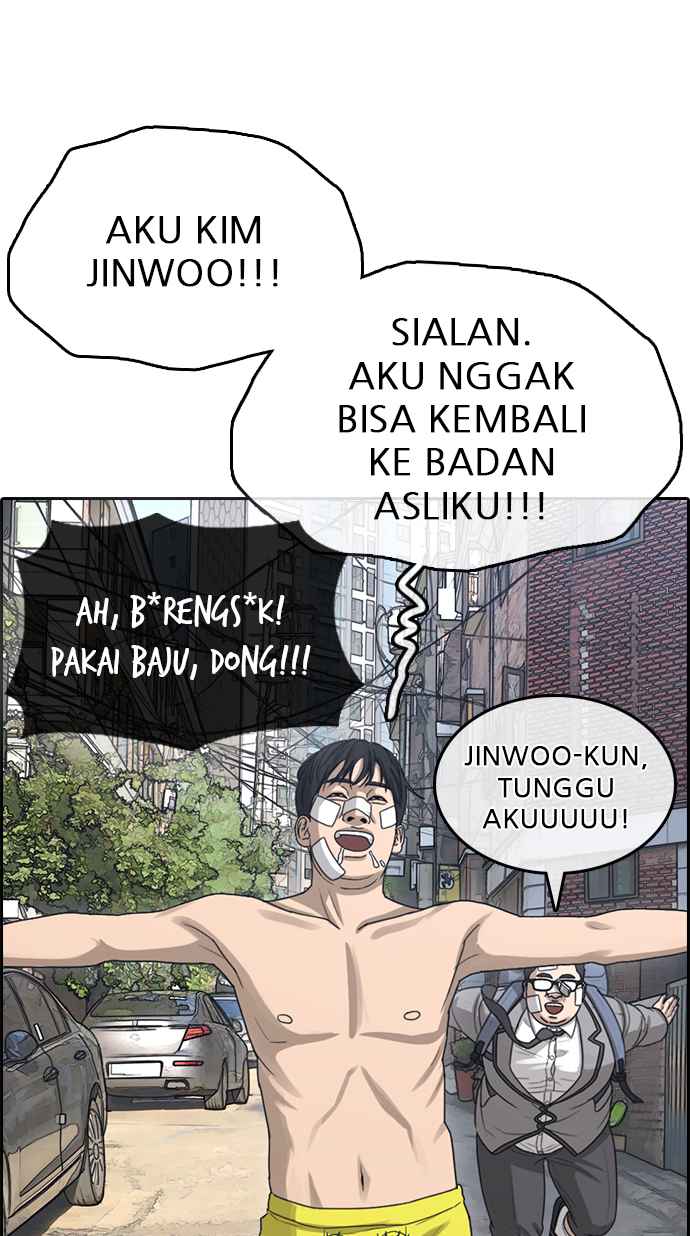 AKU KIM
JINWOO!!!
SIALAN.
AKU NGGAK
BISA KEMBALI
KE BADAN
ASLIKU!!!
AH, B*RENGS*K!
PAKAI BAJU, DONG!!!
JINWOO-KUN,
TUNGGU
AKUUUUU!